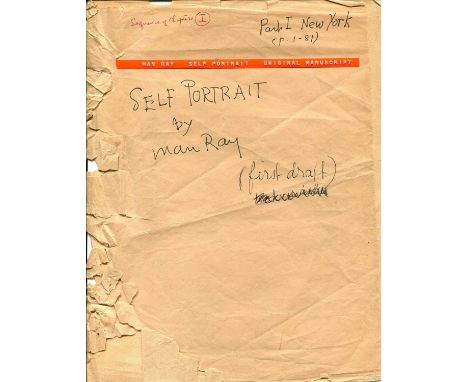 Sequence of chapters I
Part I New York
(p. 1-81)
MAN RAY SELF PORTRAIT ORIGINAL MANUSCRIPT
SELF PORTRAIT
by
Man Ray
(first draft)